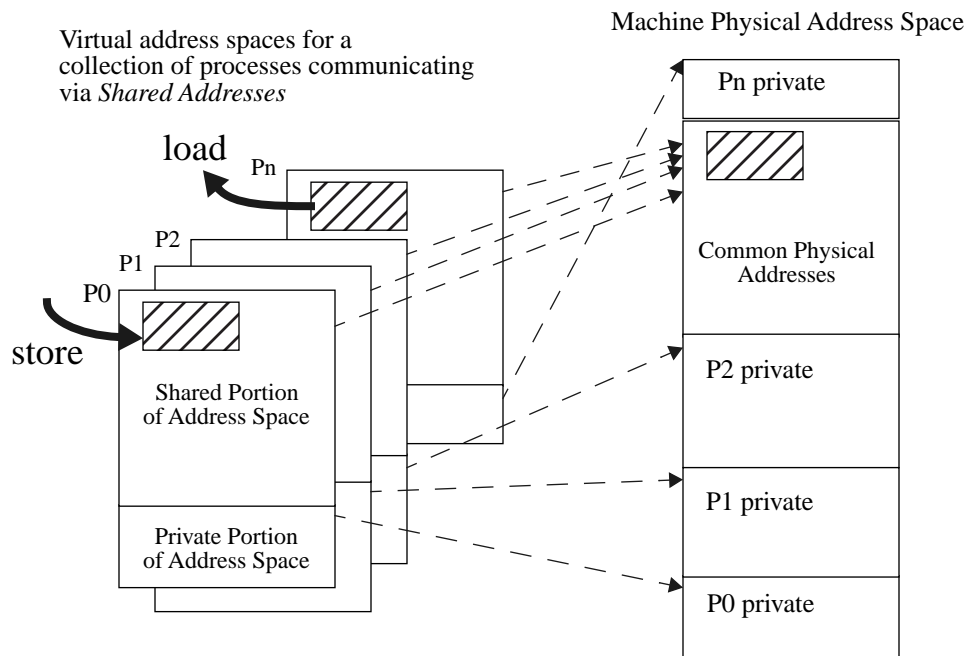 Machine Physical Address Space
Virtual address spaces for a
collection of processes communicating
via Shared Addresses
load
Pn
P2
P1
P0
store
Shared Portion
of Address Space
Private Portion
of Address Space
Pn private
Common Physical
Addresses
P2 private
P1 private
P0 private